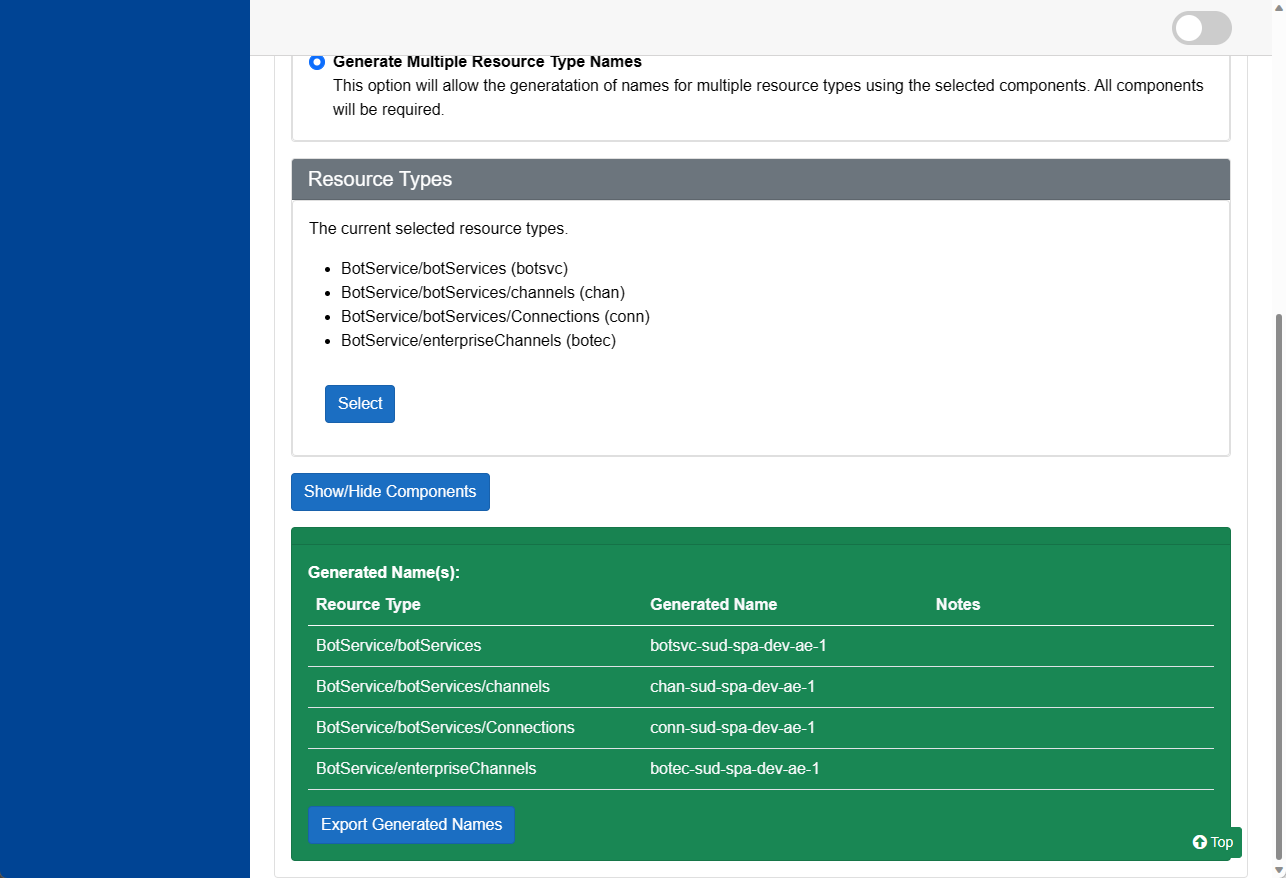 Generate Multiple Resource Type Names
This option will allow the generatation of names for multiple resource types using the selected components. All components
will be required.
Resource Types
The current selected resource types.
BotService/botServices (botsvc)
BotService/botServices/channels (chan)
BotService/botServices/Connections (conn)
BotService/enterpriseChannels (botec)
Select
Show/Hide Components
Generated Name(s):
Reource Type Generated Name Notes
BotService/botServices botsvc-sud-spa-dev-ae-1
BotService/botServices/channels chan-sud-spa-dev-ae-1
BotService/botServices/Connections conn-sud-spa-dev-ae-1
BotService/enterpriseChannels botec-sud-spa-dev-ae-1
Export Generated Names
Top